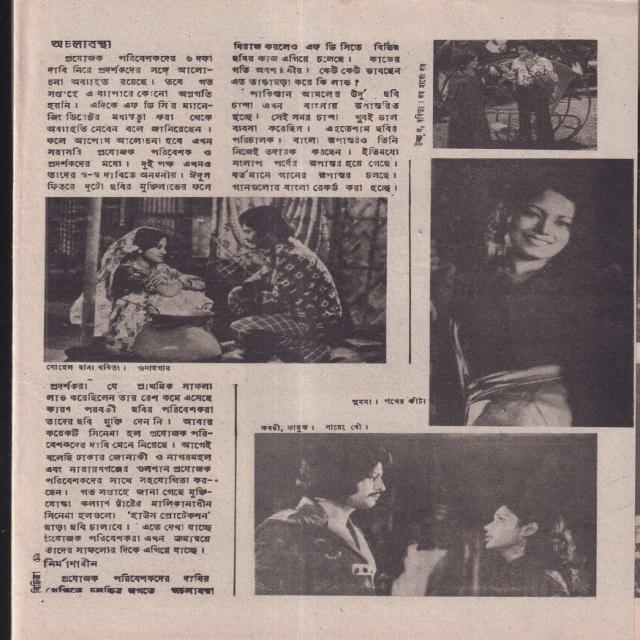 অচলাবস্থা
প্রযোজক পরিবেশকদের ৬ দফা
দাবি নিয়ে প্রদর্শকদের সঙ্গে আলো-
চনা অব্যাহত রয়েছে। তবে গত
সপ্তাহে এ ব্যাপারে কোনো অগ্রগতি
হয়নি। এদিকে এফ ডি সি'র ম্যানে-
জিং ডিরেক্টর মধ্যস্থতা করা থেকে
অব্যাহতি নেবেন বলে জানিয়েছেন।
ফলে আপোষ আলোচনা হবে এখন
সরাসরি প্রযোজক পরিবেশক ও
প্রদর্শকদের মধ্যে। দুই পক্ষ এখনও
তাদের স্ব-স্ব দাবিতে অনমনীয়। ঈদুল
ফিতরে দুটো ছবির মুক্তিলাভের ফলে
সোহেল রানা ববিতা। গুনাহগার
প্রদর্শকরা যে প্রাথমিক সাফল্য
লাভ করেছিলেন তার রেশ কমে এসেছে
কারণ পরবর্তী ছবির পরিবেশকরা
তাদের ছবি মুক্তি দেন নি। আবার
কয়েকটি সিনেমা হল প্রযোজক পরি-
বেশকদের দাবি মেনে নিয়েছে। আগেই
বলেছি ঢাকার জোনাকী ও নাগরমহল
এবং নারায়ণগঞ্জের গুলশান প্রযোজক
পরিবেশকদের সাথে সহযোগিতা কর-
ছেন। গত সপ্তাহে জানা গেছে মুক্তি-
যোদ্ধা কল্যাণ ট্রাষ্টের মালিকানাধীন
সিনেমা হলগুলো 'হাউস প্রোটেকশন'
ছাড়া ছবি চালাবে। এতে দেখা যাচ্ছে
প্রযোজক পরিবেশকরা এখন ক্রমান্বয়ে
তাদের সাফল্যের দিকে এগিয়ে যাচ্ছে।
নির্মাণাধীন
প্রযোজক পরিবেশকদের দাবির
প্রেক্ষিতে চলচ্চিত্র জগতে অচলাবস্থা
বিরাজ করলেও এফ ডি সিতে বিভিন্ন
ছবির কাজ এগিয়ে চলেছে। কাজের
গতি অবশ্য ধীর। কেউ কেউ ভাবছেন
এত তাড়াহুড়া করে কি লাভ?
পাকিস্তান আমলের উর্দু ছবি
চান্দা এখন বাংলায় রূপান্তরিত
হচ্ছে। সেই সময় চান্দা খুবই ভাল
ব্যবসা করেছিল। এহতেশাম ছবির
পরিচালক। বাংলা রূপান্তরও তিনি
নিজেই তদারক করছেন। ইতিমধ্যে
সংলাপ পর্বের রূপান্তর হয়ে গেছে।
বর্তমানে গানের রূপান্তর চলছে।
গানগুলোর বাংলা রেকর্ড করা হচ্ছে।
সুমনা। পথের কাঁটা
কবরী, ফারুক। সারেং বৌ।
বিচিত্রা